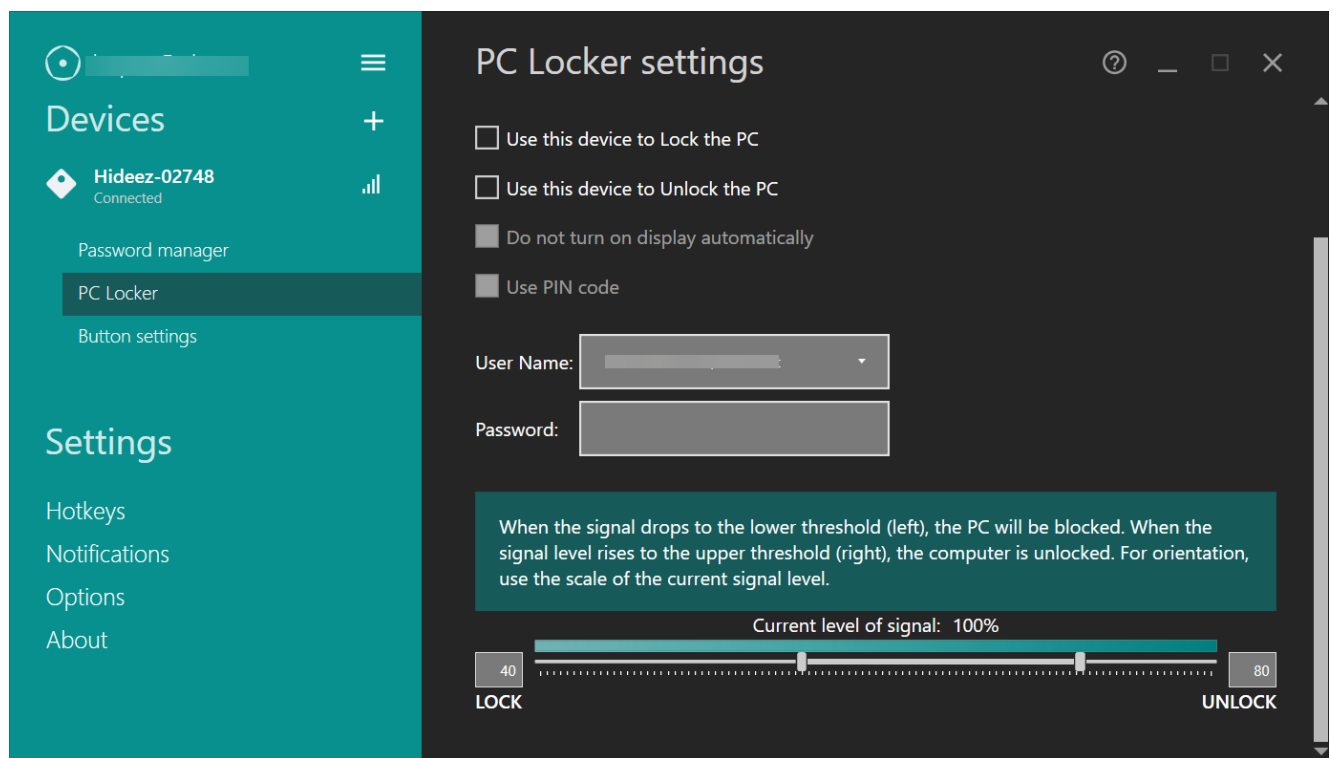 Devices
+
Hideez-02748
Connected
Password manager
PC Locker
Button settings
Settings
Hotkeys
Notifications
Options
About
PC Locker settings
Use this device to Lock the PC
Use this device to Unlock the PC
Do not turn on display automatically
Use PIN code
User Name:
Password:
When the signal drops to the lower threshold (left), the PC will be blocked. When the
signal level rises to the upper threshold (right), the computer is unlocked. For orientation,
use the scale of the current signal level.
Current level of signal: 100%
40
80
LOCK
UNLOCK